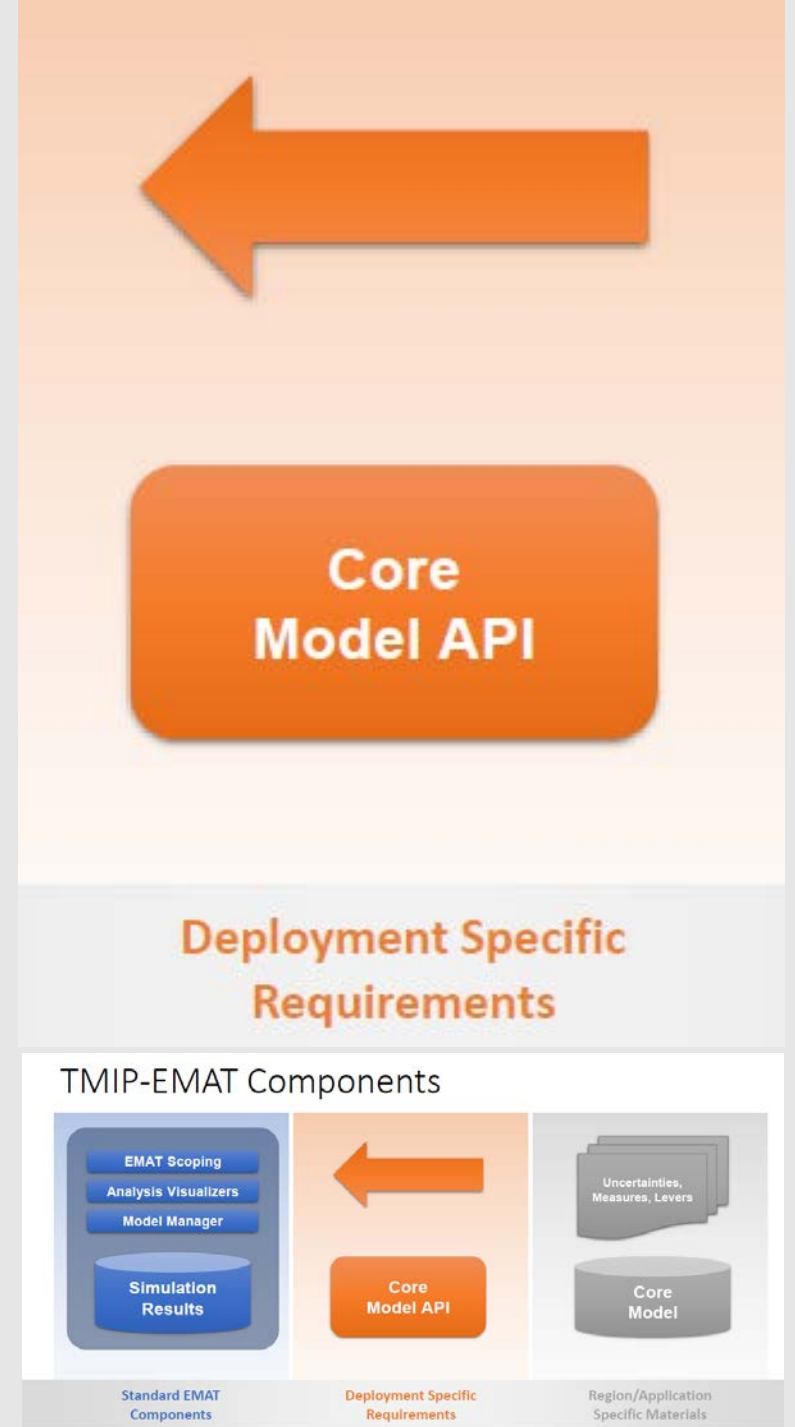 Core
Model API
Deployment Specific
Requirements
TMIP-EMAT Components
EMAT Scoping
Analysis Visualizers
Model Manager
Simulation
Results
Core
Model API
Uncertainties,
Measures, Levers
Core
Model
Standard EMAT
Components
Deployment Specific
Requirements
Region/Application
Specific Materials